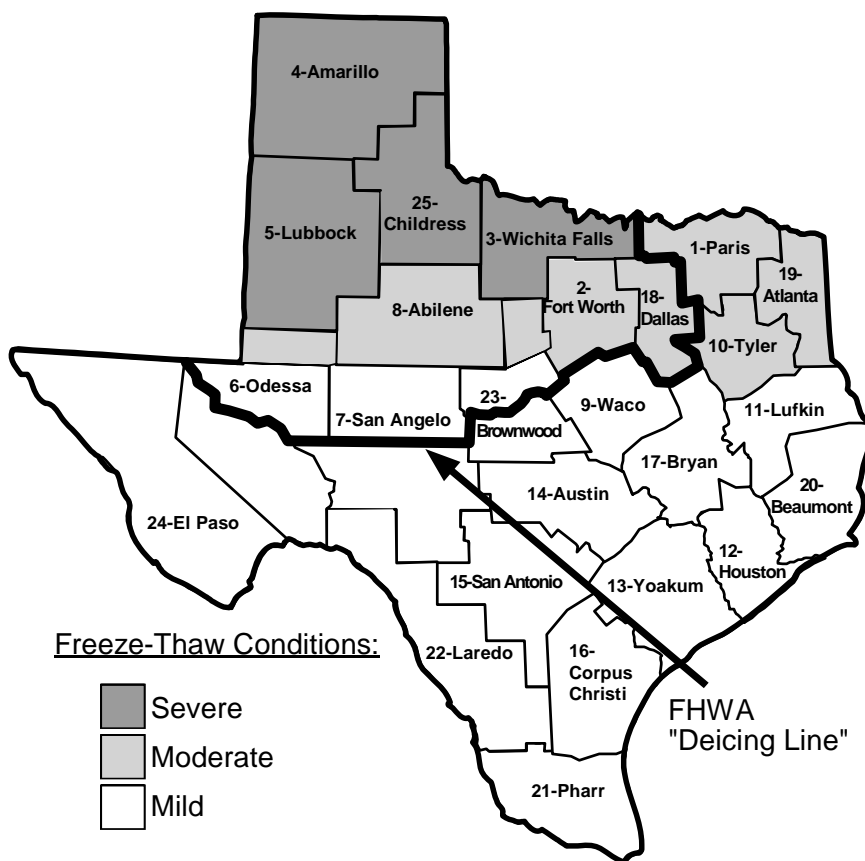 4-Amarillo
25-
Childress
5-Lubbock
3-Wichita Falls
1-Paris
19-
Atlanta
2-
Fort Worth
18-
Dallas
8-Abilene
10-Tyler
6-Odessa
7-San Angelo
23-
Brownwood
9-Waco
11-Lufkin
17-Bryan
20-
Beaumont
14-Austin
24-El Paso
12-
Houston
15-San Antonio
13-Yoakum
22-Laredo
16-
Corpus
Christi
21-Pharr
Freeze-Thaw Conditions:
Severe
Moderate
Mild
FHWA
"Deicing Line"